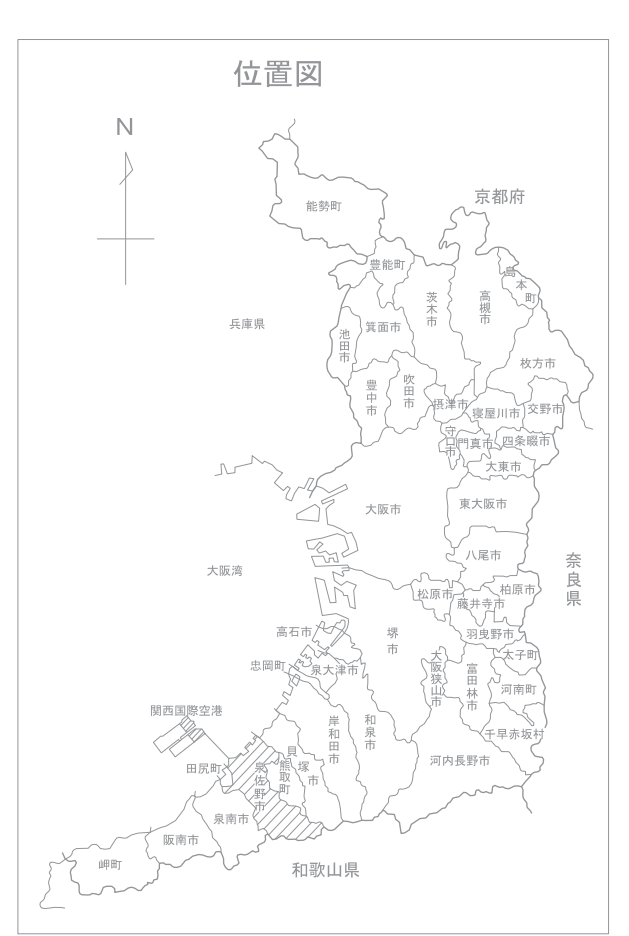 位置図
N
能勢町
京都府
豊能町
島本町
茨木市
高槻市
兵庫県
箕面市
池田市
枚方市
豊中市
吹田市
摂津市
寝屋川市
交野市
守口市
門真市
四条畷市
大東市
大阪市
東大阪市
八尾市
奈良県
大阪湾
松原市
柏原市
藤井寺市
高石市
堺市
羽曳野市
太子町
忠岡町
泉大津市
大阪狭山市
富田林市
河南町
関西国際空港
岸和田市
和泉市
千早赤坂村
貝塚市
河内長野市
田尻町
泉佐野市
熊取町
泉南市
阪南市
岬町
和歌山県